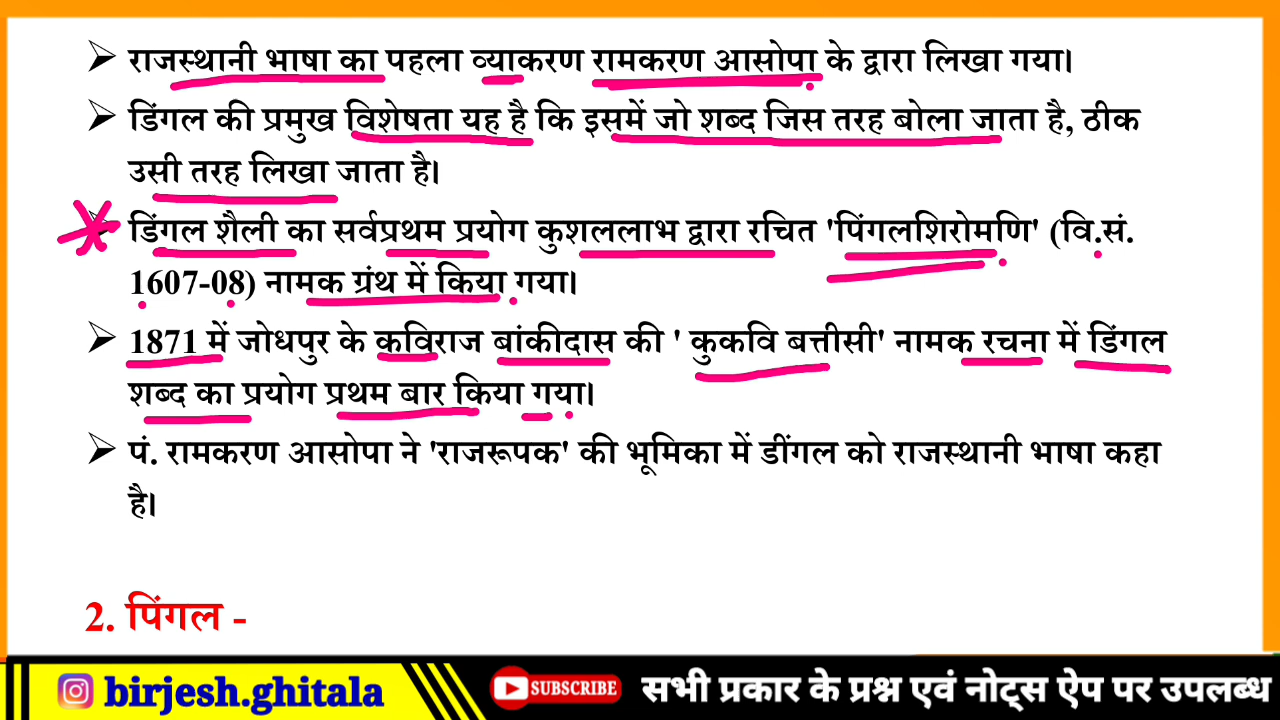 ➢ राजस्थानी भाषा का पहला व्याकरण रामकरण आसोपा के द्वारा लिखा गया।
➢ डिंगल की प्रमुख विशेषता यह है कि इसमें जो शब्द जिस तरह बोला जाता है, ठीक
उसी तरह लिखा जाता है।
➢ डिंगल शैली का सर्वप्रथम प्रयोग कुशललाभ द्वारा रचित 'पिंगलशिरोमणि' (वि.सं.
1607-08) नामक ग्रंथ में किया गया।
➢ 1871 में जोधपुर के कविराज बांकीदास की ' कुकवि बत्तीसी' नामक रचना में डिंगल
शब्द का प्रयोग प्रथम बार किया गया।
➢ पं. रामकरण आसोपा ने 'राजरूपक' की भूमिका में डींगल को राजस्थानी भाषा कहा
है।
2. पिंगल -
birjesh.ghitala SUBSCRIBE सभी प्रकार के प्रश्न एवं नोट्स ऐप पर उपलब्ध